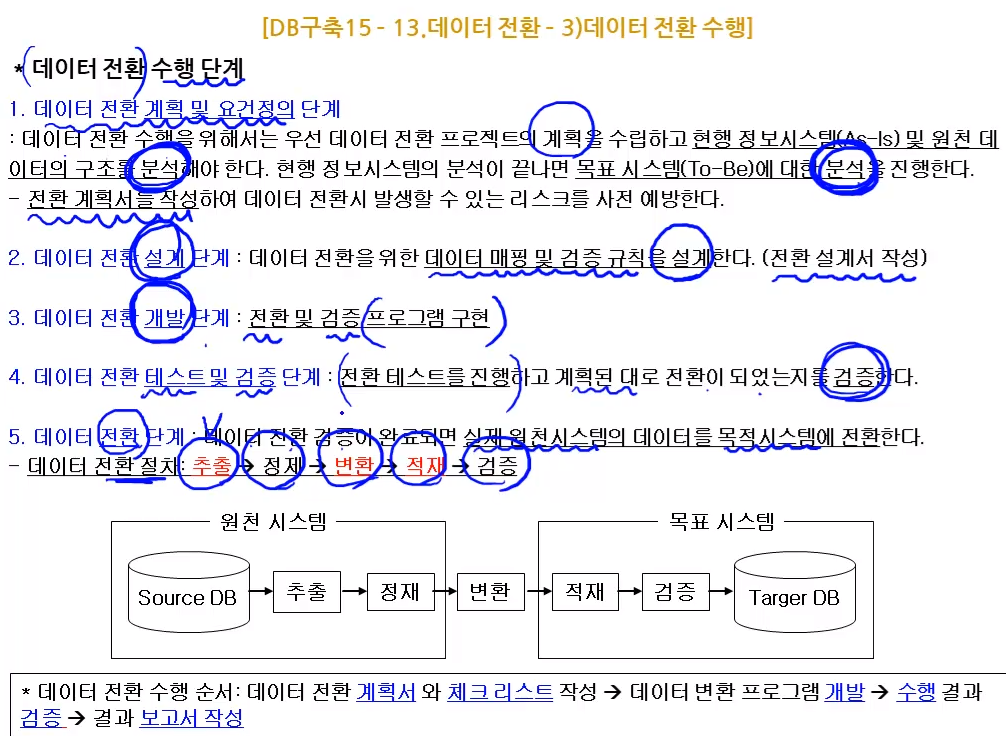 [DB구축15 - 13.데이터 전환 - 3)데이터 전환 수행]
* 데이터 전환 수행 단계
1. 데이터 전환 계획 및 요건정의 단계
: 데이터 전환 수행을 위해서는 우선 데이터 전환 프로젝트의 계획을 수립하고 현행 정보시스템(As-Is) 및 원천 데
이터의 구조를 분석해야 한다. 현행 정보시스템의 분석이 끝나면 목표 시스템(To-Be)에 대한 분석을 진행한다.
- 전환 계획서를 작성하여 데이터 전환시 발생할 수 있는 리스크를 사전 예방한다.
2. 데이터 전환 설계 단계 : 데이터 전환을 위한 데이터 매핑 및 검증 규칙을 설계한다. (전환 설계서 작성)
3. 데이터 전환 개발 단계 : 전환 및 검증 프로그램 구현
4. 데이터 전환 테스트 및 검증 단계 : 전환 테스트를 진행하고 계획된 대로 전환이 되었는지를 검증한다.
5. 데이터 전환 단계 : 데이터 전환 검증이 완료되면 실제 원천시스템의 데이터를 목적시스템에 전환한다.
- 데이터 전환 절차: 추출 → 정제 → 변환 → 적재 → 검증
원천 시스템 목표 시스템
Source DB 추출 정재 변환 적재 검증 Targer DB
* 데이터 전환 수행 순서: 데이터 전환 계획서 와 체크 리스트 작성 → 데이터 변환 프로그램 개발 → 수행 결과
검증 → 결과 보고서 작성